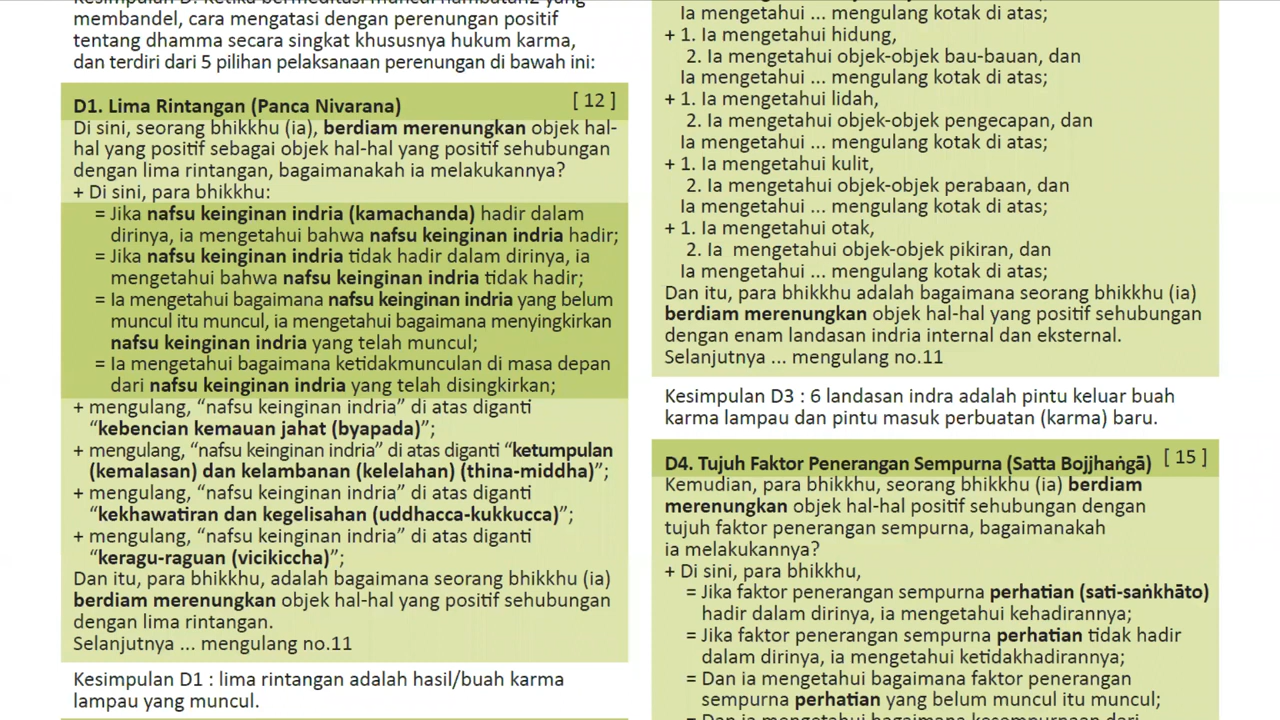 membandel, cara mengatasi dengan perenungan positif
tentang dhamma secara singkat khususnya hukum karma,
dan terdiri dari 5 pilihan pelaksanaan perenungan di bawah ini:
D1. Lima Rintangan (Panca Nivarana) [ 12 ]
Di sini, seorang bhikkhu (ia), berdiam merenungkan objek hal-
hal yang positif sebagai objek hal-hal yang positif sehubungan
dengan lima rintangan, bagaimanakah ia melakukannya?
+ Di sini, para bhikkhu:
= Jika nafsu keinginan indria (kamachanda) hadir dalam
dirinya, ia mengetahui bahwa nafsu keinginan indria hadir;
= Jika nafsu keinginan indria tidak hadir dalam dirinya, ia
mengetahui bahwa nafsu keinginan indria tidak hadir;
= Ia mengetahui bagaimana nafsu keinginan indria yang belum
muncul itu muncul, ia mengetahui bagaimana menyingkirkan
nafsu keinginan indria yang telah muncul;
= Ia mengetahui bagaimana ketidakmunculan di masa depan
dari nafsu keinginan indria yang telah disingkirkan;
+ mengulang, “nafsu keinginan indria” di atas diganti
“kebencian kemauan jahat (byapada)”;
+ mengulang, “nafsu keinginan indria” di atas diganti “ketumpulan
(kemalasan) dan kelambanan (kelelahan) (thina-middha)”;
+ mengulang, “nafsu keinginan indria” di atas diganti
“kekhawatiran dan kegelisahan (uddhacca-kukkucca)”;
+ mengulang, “nafsu keinginan indria” di atas diganti
“keragu-raguan (vicikiccha)”;
Dan itu, para bhikkhu, adalah bagaimana seorang bhikkhu (ia)
berdiam merenungkan objek hal-hal yang positif sehubungan
dengan lima rintangan.
Selanjutnya ... mengulang no.11
Kesimpulan D1 : lima rintangan adalah hasil/buah karma
lampau yang muncul.
Ia mengetahui ... mengulang kotak di atas;
+ 1. Ia mengetahui hidung,
2. Ia mengetahui objek-objek bau-bauan, dan
Ia mengetahui ... mengulang kotak di atas;
+ 1. Ia mengetahui lidah,
2. Ia mengetahui objek-objek pengecapan, dan
Ia mengetahui ... mengulang kotak di atas;
+ 1. Ia mengetahui kulit,
2. Ia mengetahui objek-objek perabaan, dan
Ia mengetahui ... mengulang kotak di atas;
+ 1. Ia mengetahui otak,
2. Ia mengetahui objek-objek pikiran, dan
Ia mengetahui ... mengulang kotak di atas;
Dan itu, para bhikkhu adalah bagaimana seorang bhikkhu (ia)
berdiam merenungkan objek hal-hal yang positif sehubungan
dengan enam landasan indria internal dan eksternal.
Selanjutnya ... mengulang no.11
Kesimpulan D3 : 6 landasan indra adalah pintu keluar buah
karma lampau dan pintu masuk perbuatan (karma) baru.
D4. Tujuh Faktor Penerangan Sempurna (Satta Bojjhaṅgā) [ 15 ]
Kemudian, para bhikkhu, seorang bhikkhu (ia) berdiam
merenungkan objek hal-hal positif sehubungan dengan
tujuh faktor penerangan sempurna, bagaimanakah
ia melakukannya?
+ Di sini, para bhikkhu,
= Jika faktor penerangan sempurna perhatian (sati-saṅkhāto)
hadir dalam dirinya, ia mengetahui kehadirannya;
= Jika faktor penerangan sempurna perhatian tidak hadir
dalam dirinya, ia mengetahui ketidakhadirannya;
= Dan ia mengetahui bagaimana faktor penerangan
sempurna perhatian yang belum muncul itu muncul;